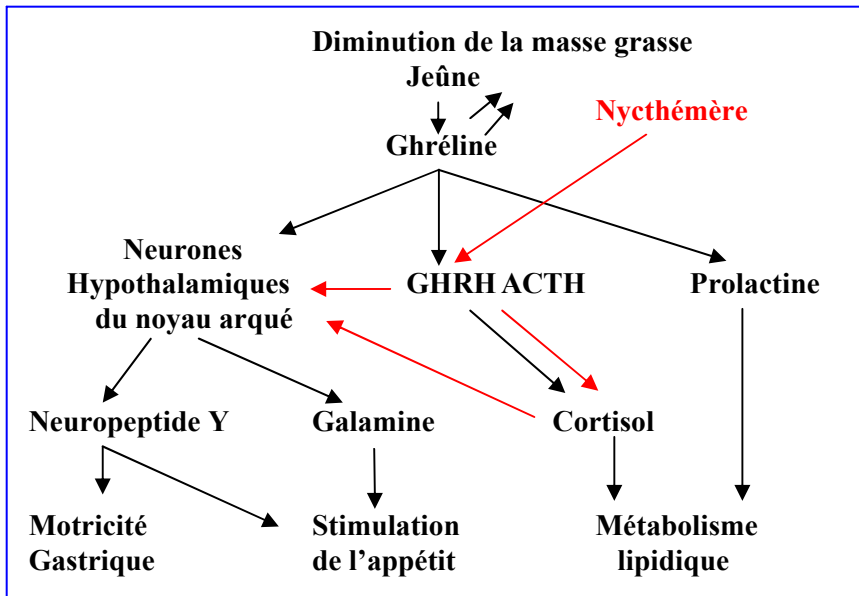 Diminution de la masse grasse
Jeûne
Nycthémère
Ghréline
Neurones
Hypothalamiques
du noyau arqué
GHRH ACTH
Prolactine
Neuropeptide Y
Galamine
Cortisol
Motricité
Gastrique
Stimulation
de l’appétit
Métabolisme
lipidique